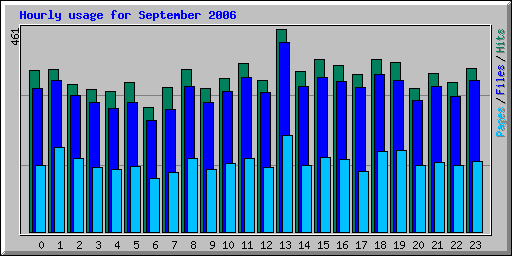 Hourly usage for September 2006
461
Pages / Files / Hits
0 1 2 3 4 5 6 7 8 9 10 11 12 13 14 15 16 17 18 19 20 21 22 23